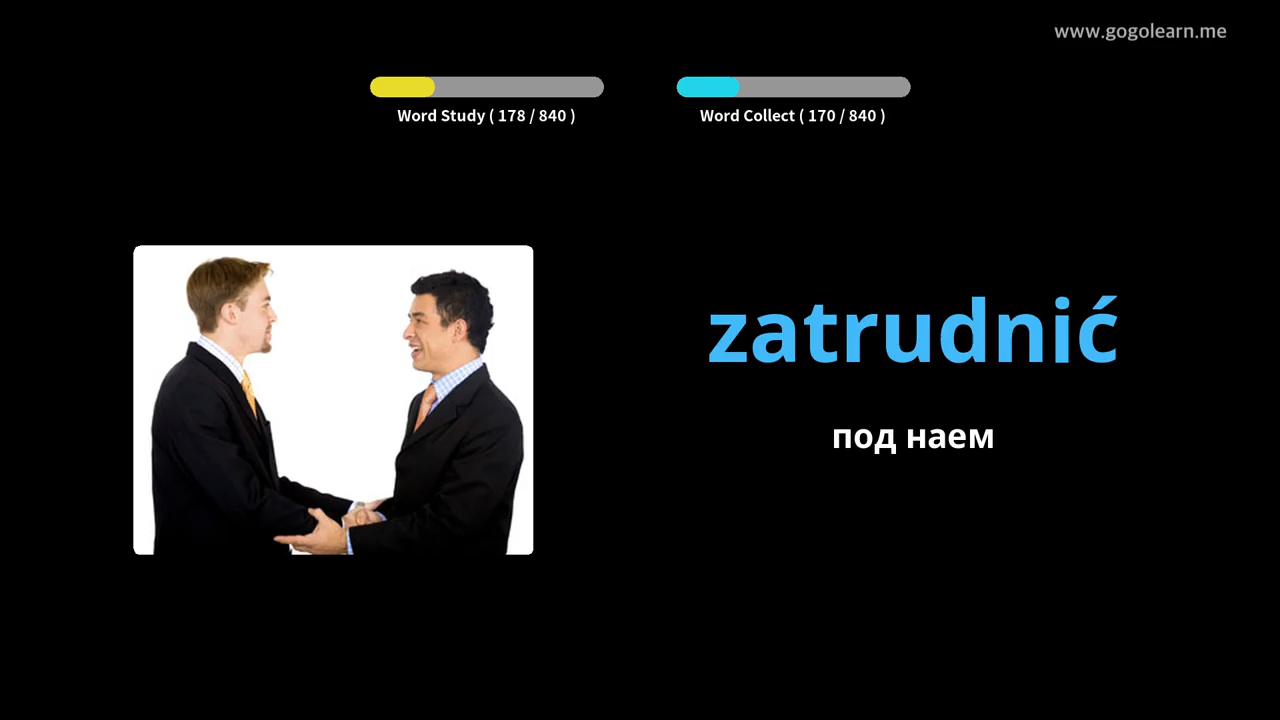 www.gogolearn.me
Word Study ( 178 / 840 )
Word Collect ( 170 / 840 )
zatrudnić
под наем